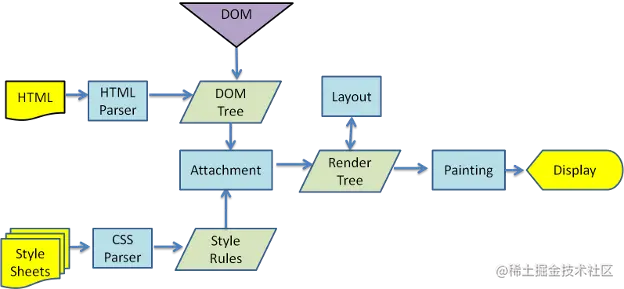 DOM
HTML
HTML
Parser
DOM
Tree
Layout
Attachment
Render
Tree
Painting
Display
Style
Sheets
CSS
Parser
Style
Rules
@稀土掘金技术社区